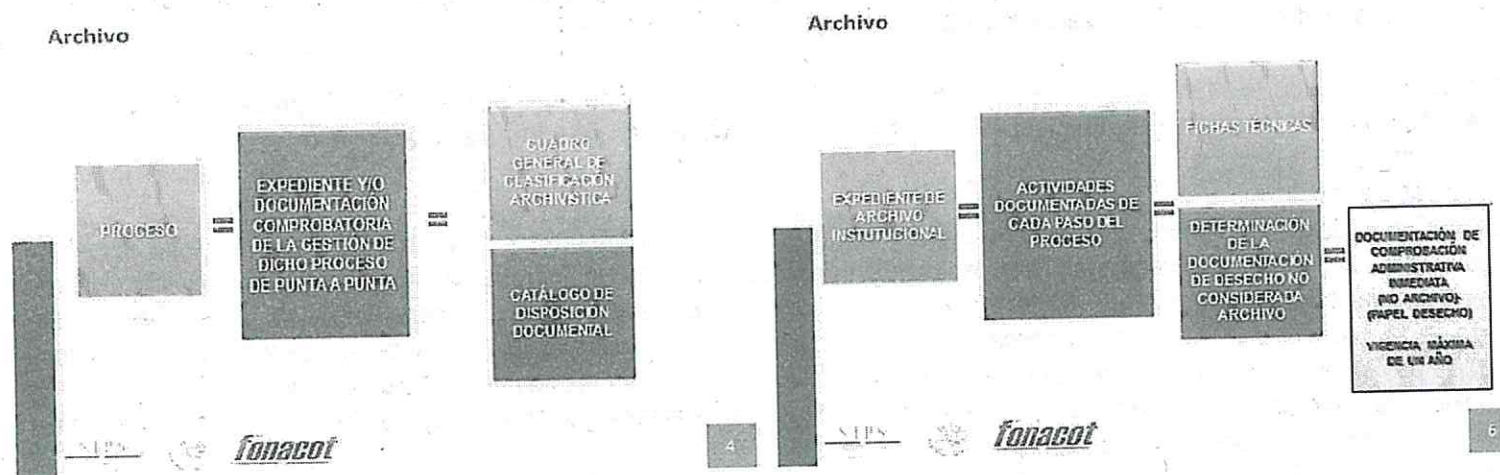 Archivo
PROCESO
=
EXPEDIENTE Y/O
DOCUMENTACIÓN
COMPROBATORIA
DE LA GESTIÓN DE
DICHO PROCESO
DE PUNTA A PUNTA
=
CUADRO
GENERAL DE
CLASIFICACIÓN
ARCHIVÍSTICA
CATÁLOGO DE
DISPOSICIÓN
DOCUMENTAL
STPS
fonacot
4
Archivo
EXPEDIENTE DE
ARCHIVO
INSTUTUCIONAL
=
ACTIVIDADES
DOCUMENTADAS DE
CADA PASO DEL
PROCESO
=
FICHAS TÉCNICAS
DETERMINACIÓN
DE LA
DOCUMENTACIÓN
DE DESECHO NO
CONSIDERADA
ARCHIVO
=
DOCUMENTACIÓN DE
COMPROBACIÓN
ADMINISTRATIVA
INMEDIATA
(NO ARCHIVO)-
(PAPEL DESECHO)
VIGENCIA MÁXIMA
DE UN AÑO
STPS
fonacot
6